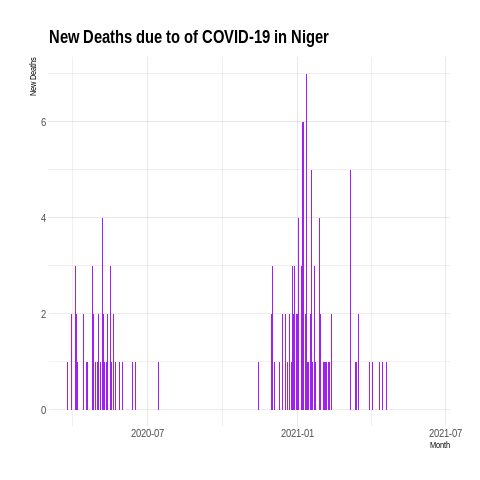 New Deaths due to of COVID-19 in Niger
New Deaths
6
4
2
0
2020-07
2021-01
2021-07
Month